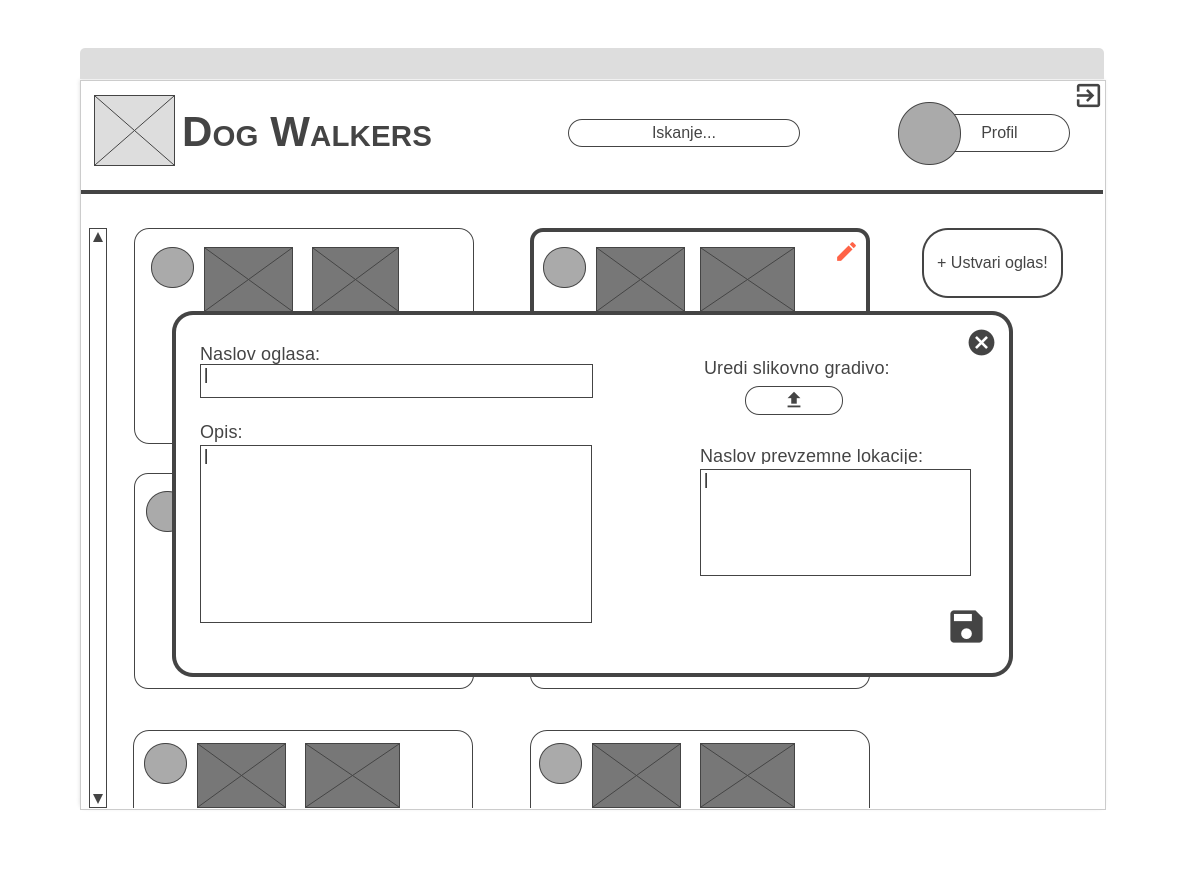 Dog Walkers
Iskanje...
Profil
+ Ustvari oglas!
Naslov oglasa:
Uredi slikovno gradivo:
Opis:
Naslov prevzemne lokacije: